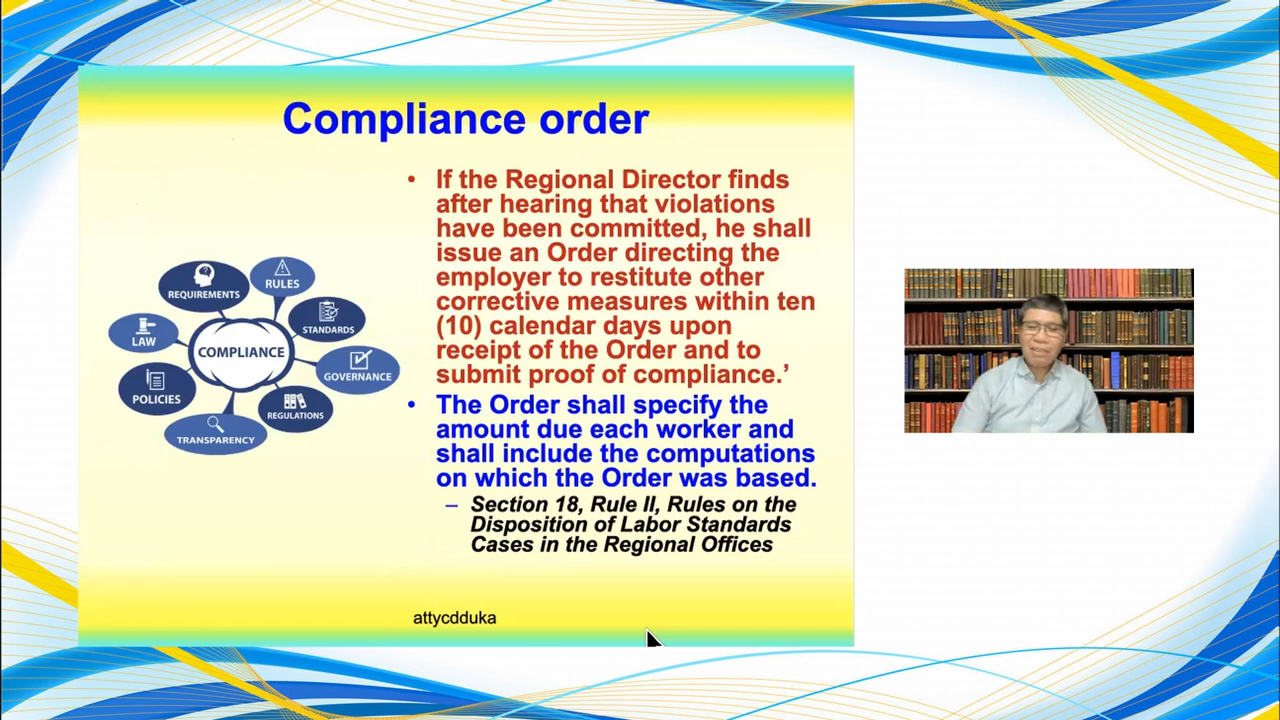 Compliance order
• If the Regional Director finds
after hearing that violations
have been committed, he shall
issue an Order directing the
employer to restitute other
corrective measures within ten
(10) calendar days upon
receipt of the Order and to
submit proof of compliance.’
• The Order shall specify the
amount due each worker and
shall include the computations
on which the Order was based.
– Section 18, Rule II, Rules on the
Disposition of Labor Standards
Cases in the Regional Offices
REQUIREMENTS
RULES
STANDARDS
LAW
COMPLIANCE
GOVERNANCE
POLICIES
REGULATIONS
TRANSPARENCY
attycdduka